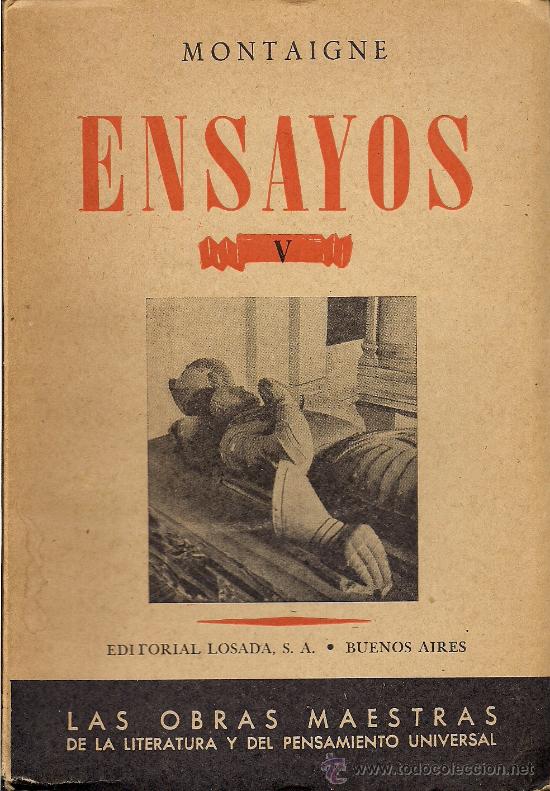 MONTAIGNE
ENSAYOS
V
EDITORIAL LOSADA, S. A. • BUENOS AIRES
LAS OBRAS MAESTRAS
DE LA LITERATURA Y DEL PENSAMIENTO UNIVERSAL
www.todocoleccion.net